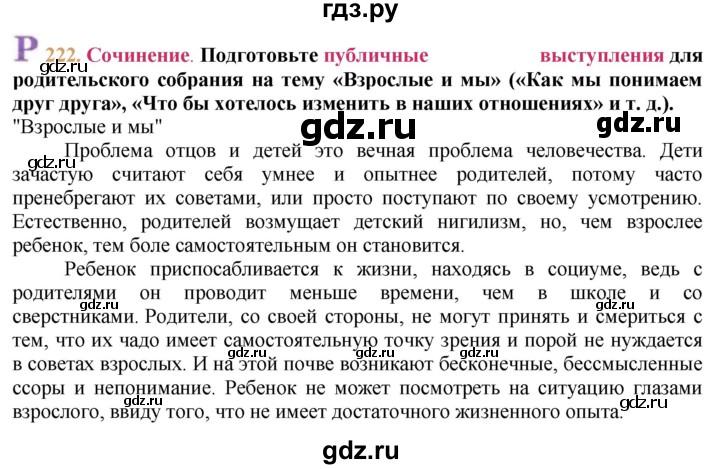 гдз.ру
Р 222. Сочинение. Подготовьте публичные выступления для
родительского собрания на тему «Взрослые и мы» («Как мы понимаем
друг друга», «Что бы хотелось изменить в наших отношениях» и т. д.).
gdz.ru
"Взрослые и мы"
gdz.ru gdz.ru
Проблема отцов и детей это вечная проблема человечества. Дети
зачастую считают себя умнее и опытнее родителей, потому часто
пренебрегают их советами, или просто поступают по своему усмотрению.
gdz.ru
Естественно, родителей возмущает детский нигилизм, но, чем взрослее
ребенок, тем боле самостоятельным он становится.
gdz.ru gdz.ru
Ребенок приспосабливается к жизни, находясь в социуме, ведь с
родителями он проводит меньше времени, чем в школе и со
gdz.ru
сверстниками. Родители, со своей стороны, не могут принять и смериться с
тем, что их чадо имеет самостоятельную точку зрения и порой не нуждается
gdz.ru gdz.ru
в советах взрослых. И на этой почве возникают бесконечные, бессмысленные
ссоры и непонимание. Ребенок не может посмотреть на ситуацию глазами
взрослого, ввиду того, что не имеет достаточного жизненного опыта.
gdz.ru gdz.ru
gdz.ru